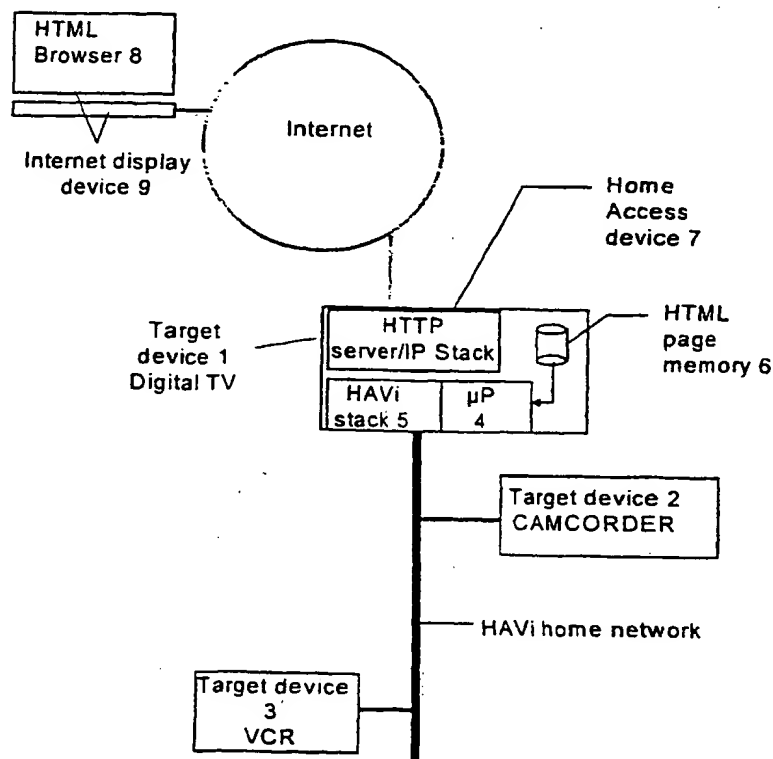 HTML
Browser 8
Internet
Internet display
device 9
Home
Access
device 7
Target
device 1
Digital TV
HTTP
server/IP Stack
HTML
page
memory 6
HAVi
stack 5
µP
4
Target device 2
CAMCORDER
HAVi home network
Target device
3
VCR